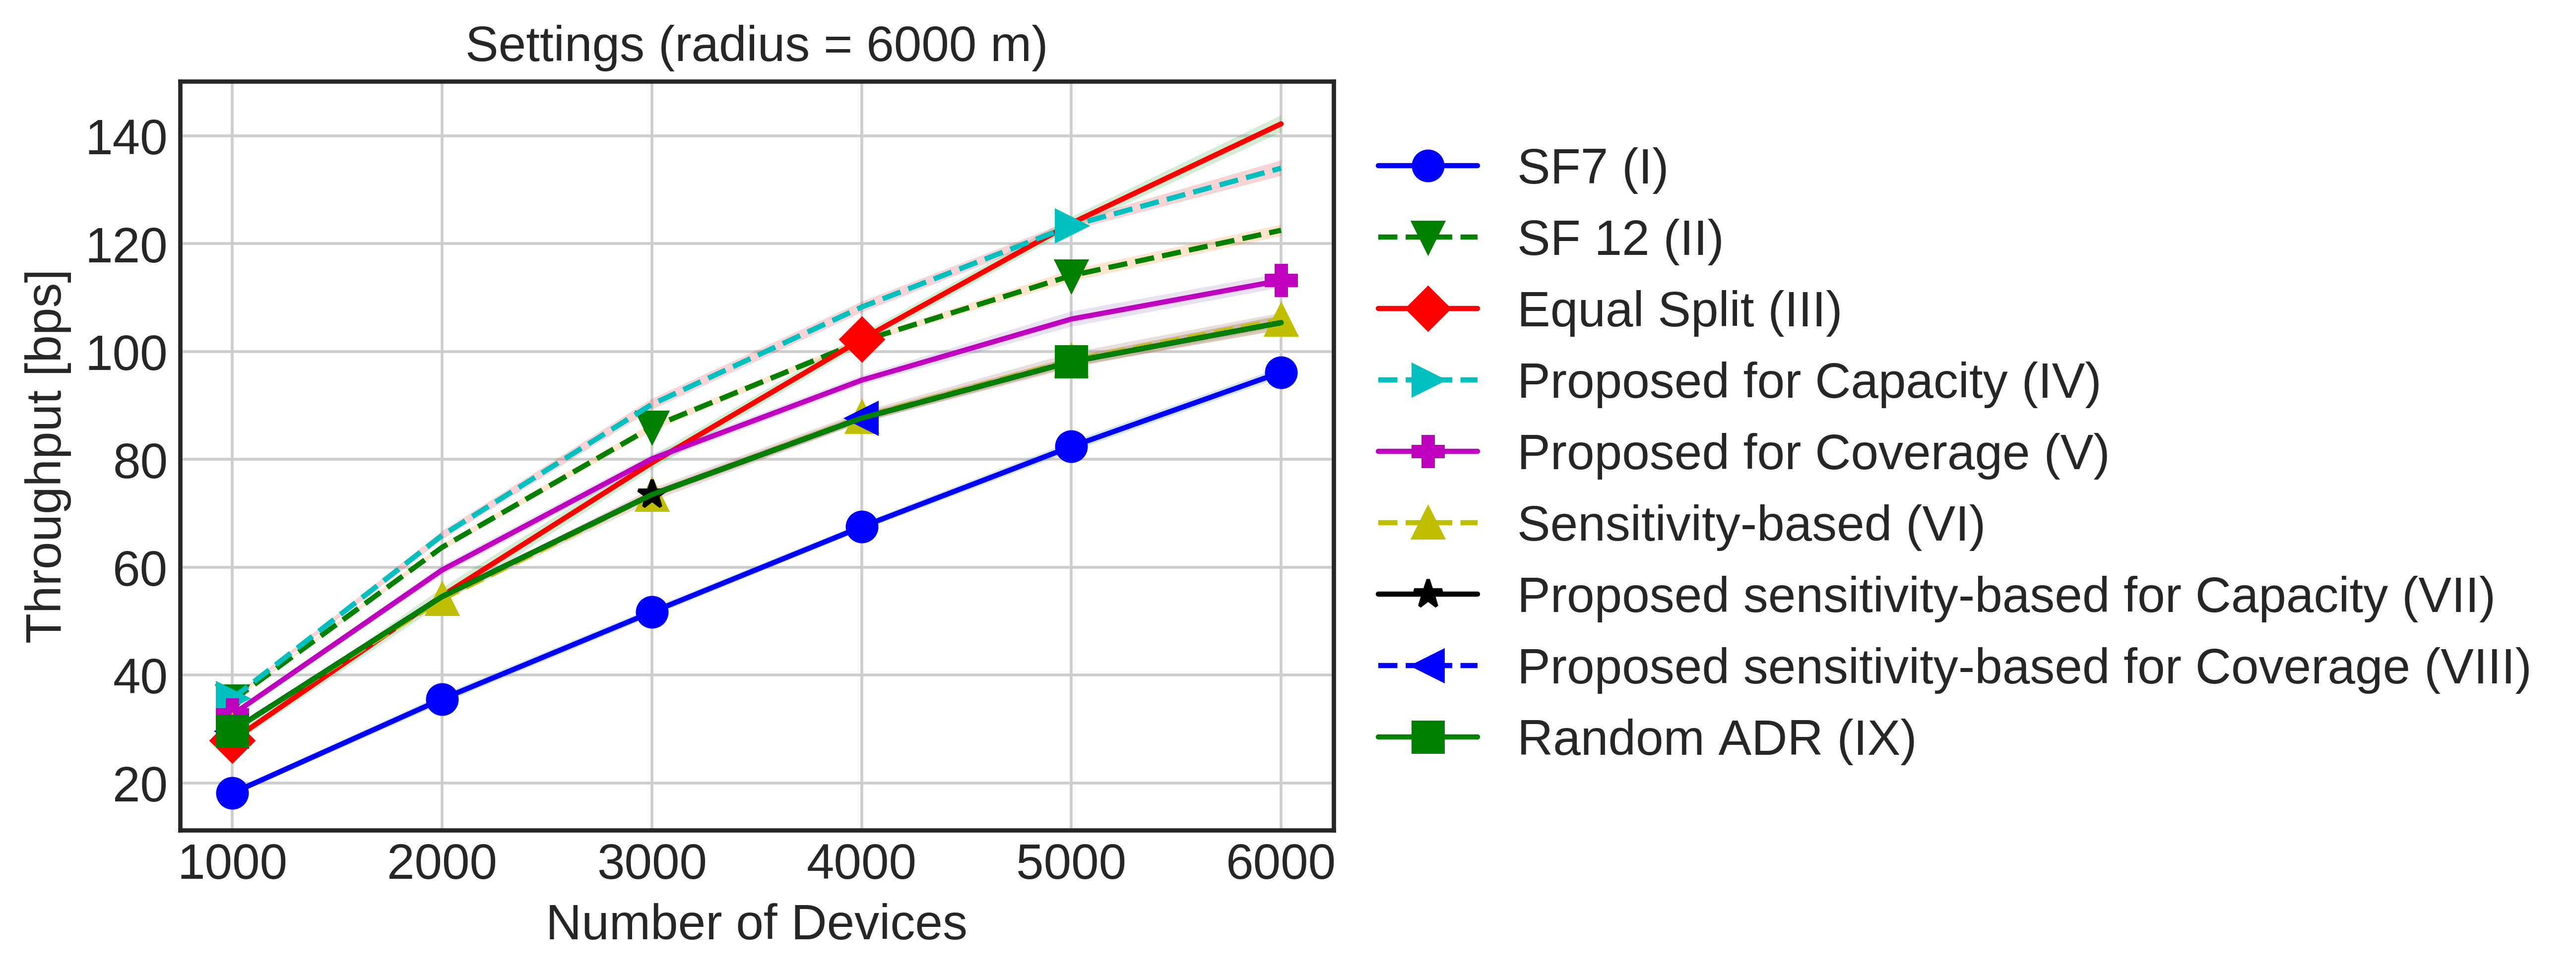 Settings (radius = 6000 m)
140
120
100
80
60
40
20
Throughput [bps]
1000 2000 3000 4000 5000 6000
Number of Devices
SF7 (I)
SF 12 (II)
Equal Split (III)
Proposed for Capacity (IV)
Proposed for Coverage (V)
Sensitivity-based (VI)
Proposed sensitivity-based for Capacity (VII)
Proposed sensitivity-based for Coverage (VIII)
Random ADR (IX)